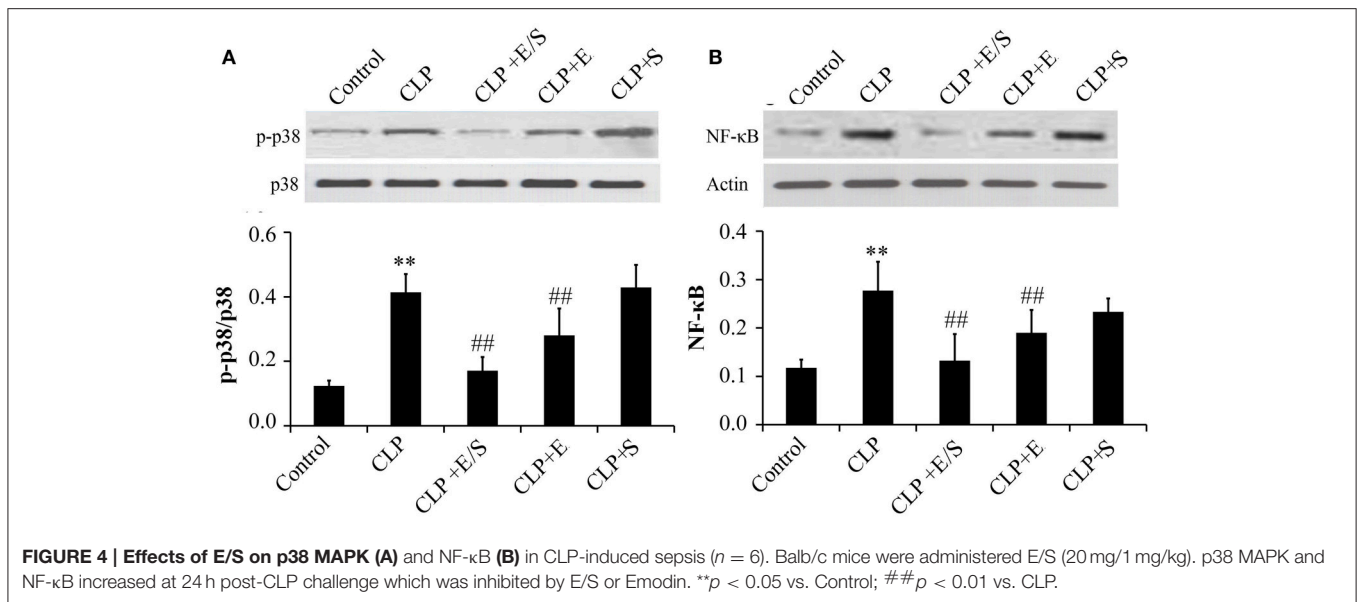 A
Control CLP CLP +E/S CLP+E CLP+S
p-p38
p38
p-p38/p38
0.6
0.4
0.2
0.0
**
##
##
Control CLP CLP +E/S CLP+E CLP+S
B
Control CLP CLP +E/S CLP+E CLP+S
NF-κB
Actin
NF-κB
0.4
0.3
0.2
0.1
0.0
**
##
##
Control CLP CLP +E/S CLP+E CLP+S
FIGURE 4 | Effects of E/S on p38 MAPK (A) and NF-κB (B) in CLP-induced sepsis (n = 6). Balb/c mice were administered E/S (20 mg/1 mg/kg). p38 MAPK and
NF-κB increased at 24 h post-CLP challenge which was inhibited by E/S or Emodin. **p < 0.05 vs. Control; ##p < 0.01 vs. CLP.